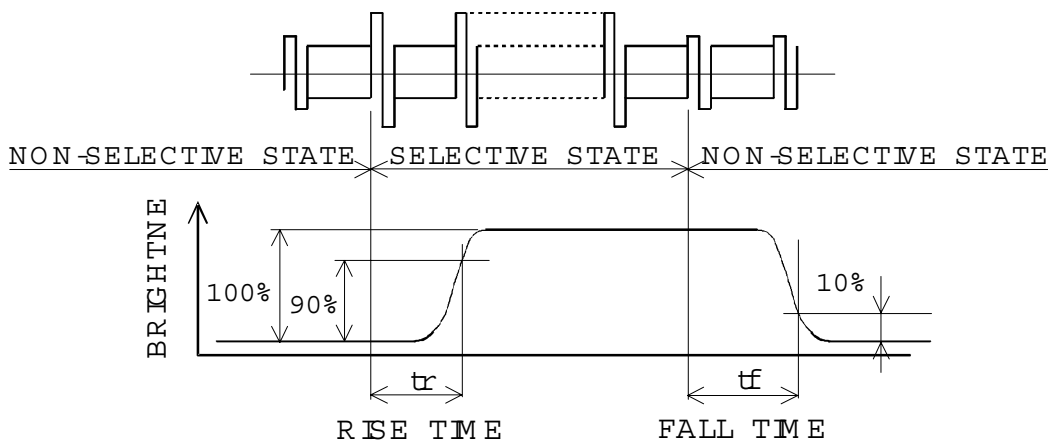 NON-SELECTIVE STATE SELECTIVE STATE NON-SELECTIVE STATE
BRIGHTNE
100%
90%
10%
tr tf
RISE TIME FALL TIME